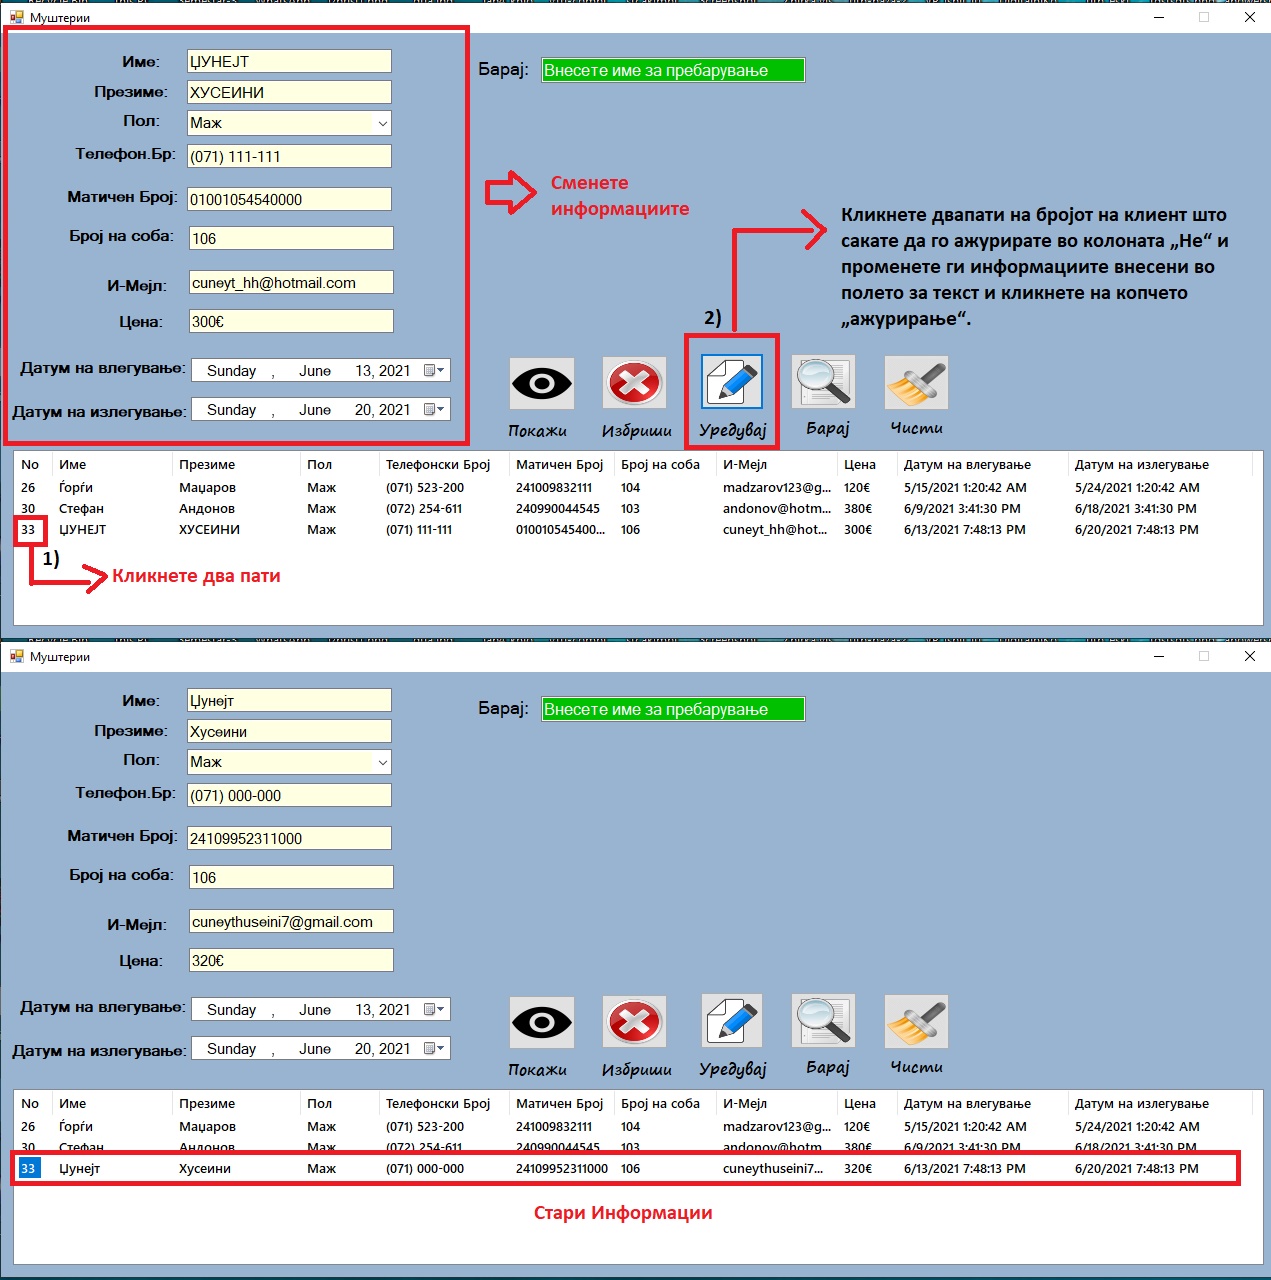 Муштерии
Име: ЏУНЕЈТ
Барај: Внесете име за пребарување
Презиме: ХУСЕИНИ
Пол: Маж
Телефон.Бр: (071) 111-111
Матичен Број: 01001054540000
Број на соба: 106
И-Мејл: cuneyt_hh@hotmail.com
Цена: 300€
Датум на влегување: Sunday , June 13, 2021
Датум на излегување: Sunday , June 20, 2021
Сменете
информациите
Кликнете двапати на бројот на клиент што
сакате да го ажурирате во колоната „Не“ и
променете ги информациите внесени во
полето за текст и кликнете на копчето
„ажурирање“.
2)
Покажи Избриши Уредувај Барај Чисти
No Име Презиме Пол Телефонски Број Матичен Број Број на соба И-Мејл Цена Датум на влегување Датум на излегување
26 Ѓорѓи Маџаров Маж (071) 523-200 241009832111 104 madzarov123@g... 120€ 5/15/2021 1:20:42 AM 5/24/2021 1:20:42 AM
30 Стефан Андонов Маж (072) 254-611 240990044545 103 andonov@hotm... 380€ 6/9/2021 3:41:30 PM 6/18/2021 3:41:30 PM
33 ЏУНЕЈТ ХУСЕИНИ Маж (071) 111-111 010010545400... 106 cuneyt_hh@hot... 300€ 6/13/2021 7:48:13 PM 6/20/2021 7:48:13 PM
1)
Кликнете два пати
Муштерии
Име: Џунејт
Барај: Внесете име за пребарување
Презиме: Хусеини
Пол: Маж
Телефон.Бр: (071) 000-000
Матичен Број: 24109952311000
Број на соба: 106
И-Мејл: cuneythuseini7@gmail.com
Цена: 320€
Датум на влегување: Sunday , June 13, 2021
Датум на излегување: Sunday , June 20, 2021
Покажи Избриши Уредувај Барај Чисти
No Име Презиме Пол Телефонски Број Матичен Број Број на соба И-Мејл Цена Датум на влегување Датум на излегување
26 Ѓорѓи Маџаров Маж (071) 523-200 241009832111 104 madzarov123@g... 120€ 5/15/2021 1:20:42 AM 5/24/2021 1:20:42 AM
30 Стефан Андонов Маж (072) 254-611 240990044545 103 andonov@hotm... 380€ 6/9/2021 3:41:30 PM 6/18/2021 3:41:30 PM
33 Џунејт Хусеини Маж (071) 000-000 24109952311000 106 cuneythuseini7... 320€ 6/13/2021 7:48:13 PM 6/20/2021 7:48:13 PM
Стари Информации